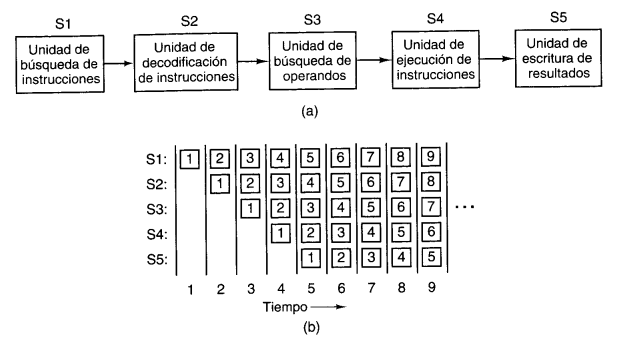 S1 S2 S3 S4 S5
Unidad de búsqueda de instrucciones
Unidad de decodificación de instrucciones
Unidad de búsqueda de operandos
Unidad de ejecución de instrucciones
Unidad de escritura de resultados
(a)
S1: 1 2 3 4 5 6 7 8 9
S2: 1 2 3 4 5 6 7 8
S3: 1 2 3 4 5 6 7 ...
S4: 1 2 3 4 5 6
S5: 1 2 3 4 5
1 2 3 4 5 6 7 8 9
Tiempo
(b)